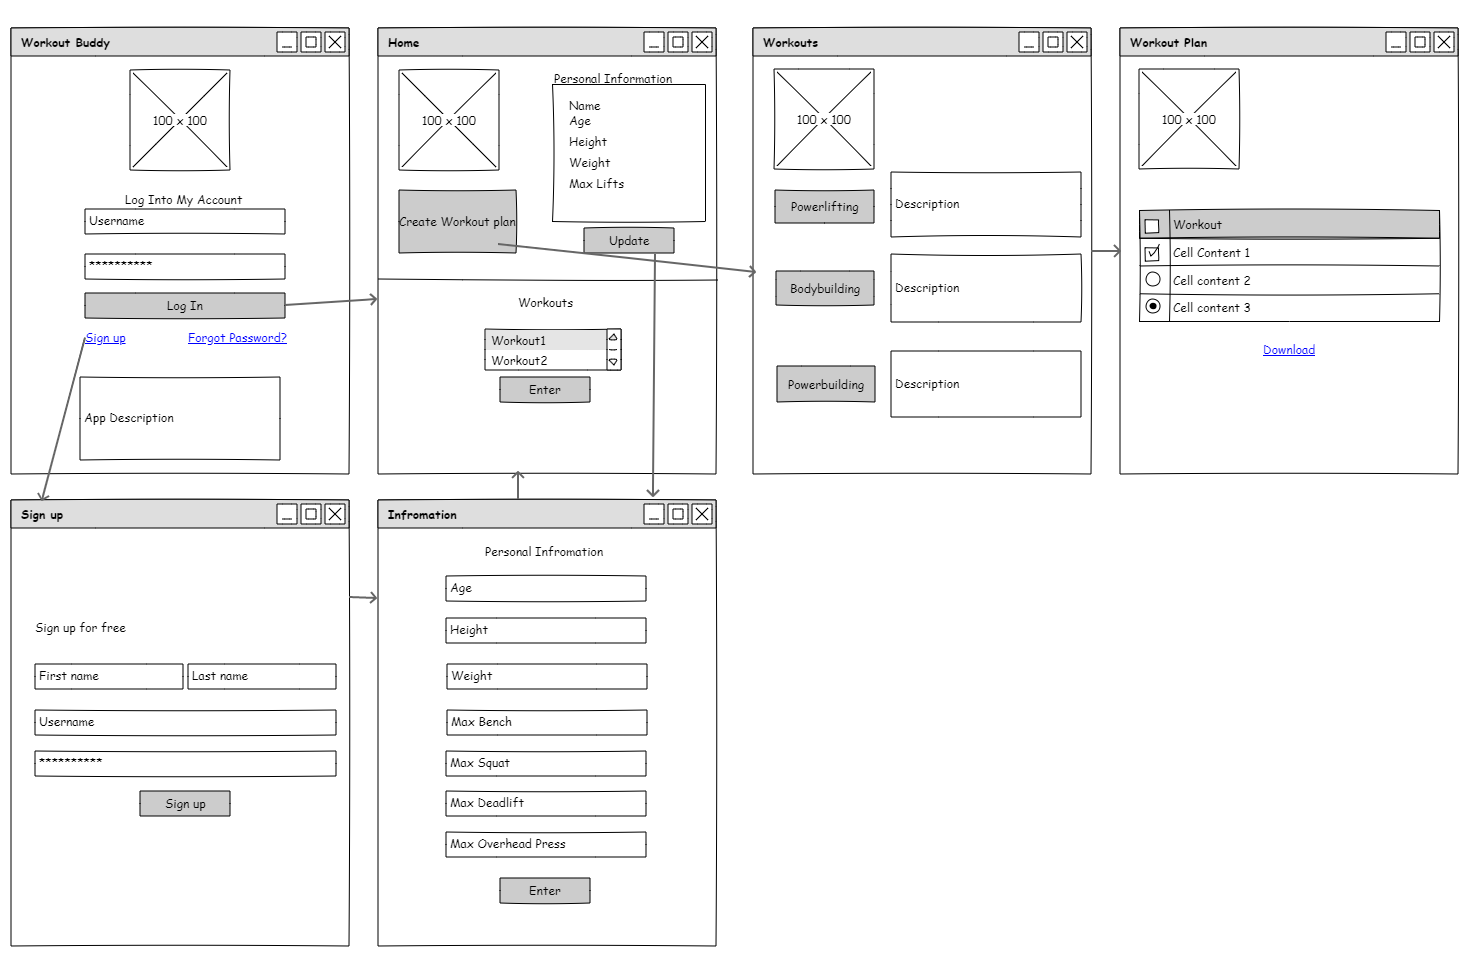 Workout Buddy
100 x 100
Log Into My Account
Username
**********
Log In
Sign up
Forgot Password?
App Description
Home
100 x 100
Personal Information
Name
Age
Height
Weight
Max Lifts
Create Workout plan
Update
Workouts
Workout1
Workout2
Enter
Workouts
100 x 100
Powerlifting
Description
Bodybuilding
Description
Powerbuilding
Description
Workout Plan
100 x 100
Workout
Cell Content 1
Cell content 2
Cell content 3
Download
Sign up
Sign up for free
First name
Last name
Username
**********
Sign up
Infromation
Personal Infromation
Age
Height
Weight
Max Bench
Max Squat
Max Deadlift
Max Overhead Press
Enter